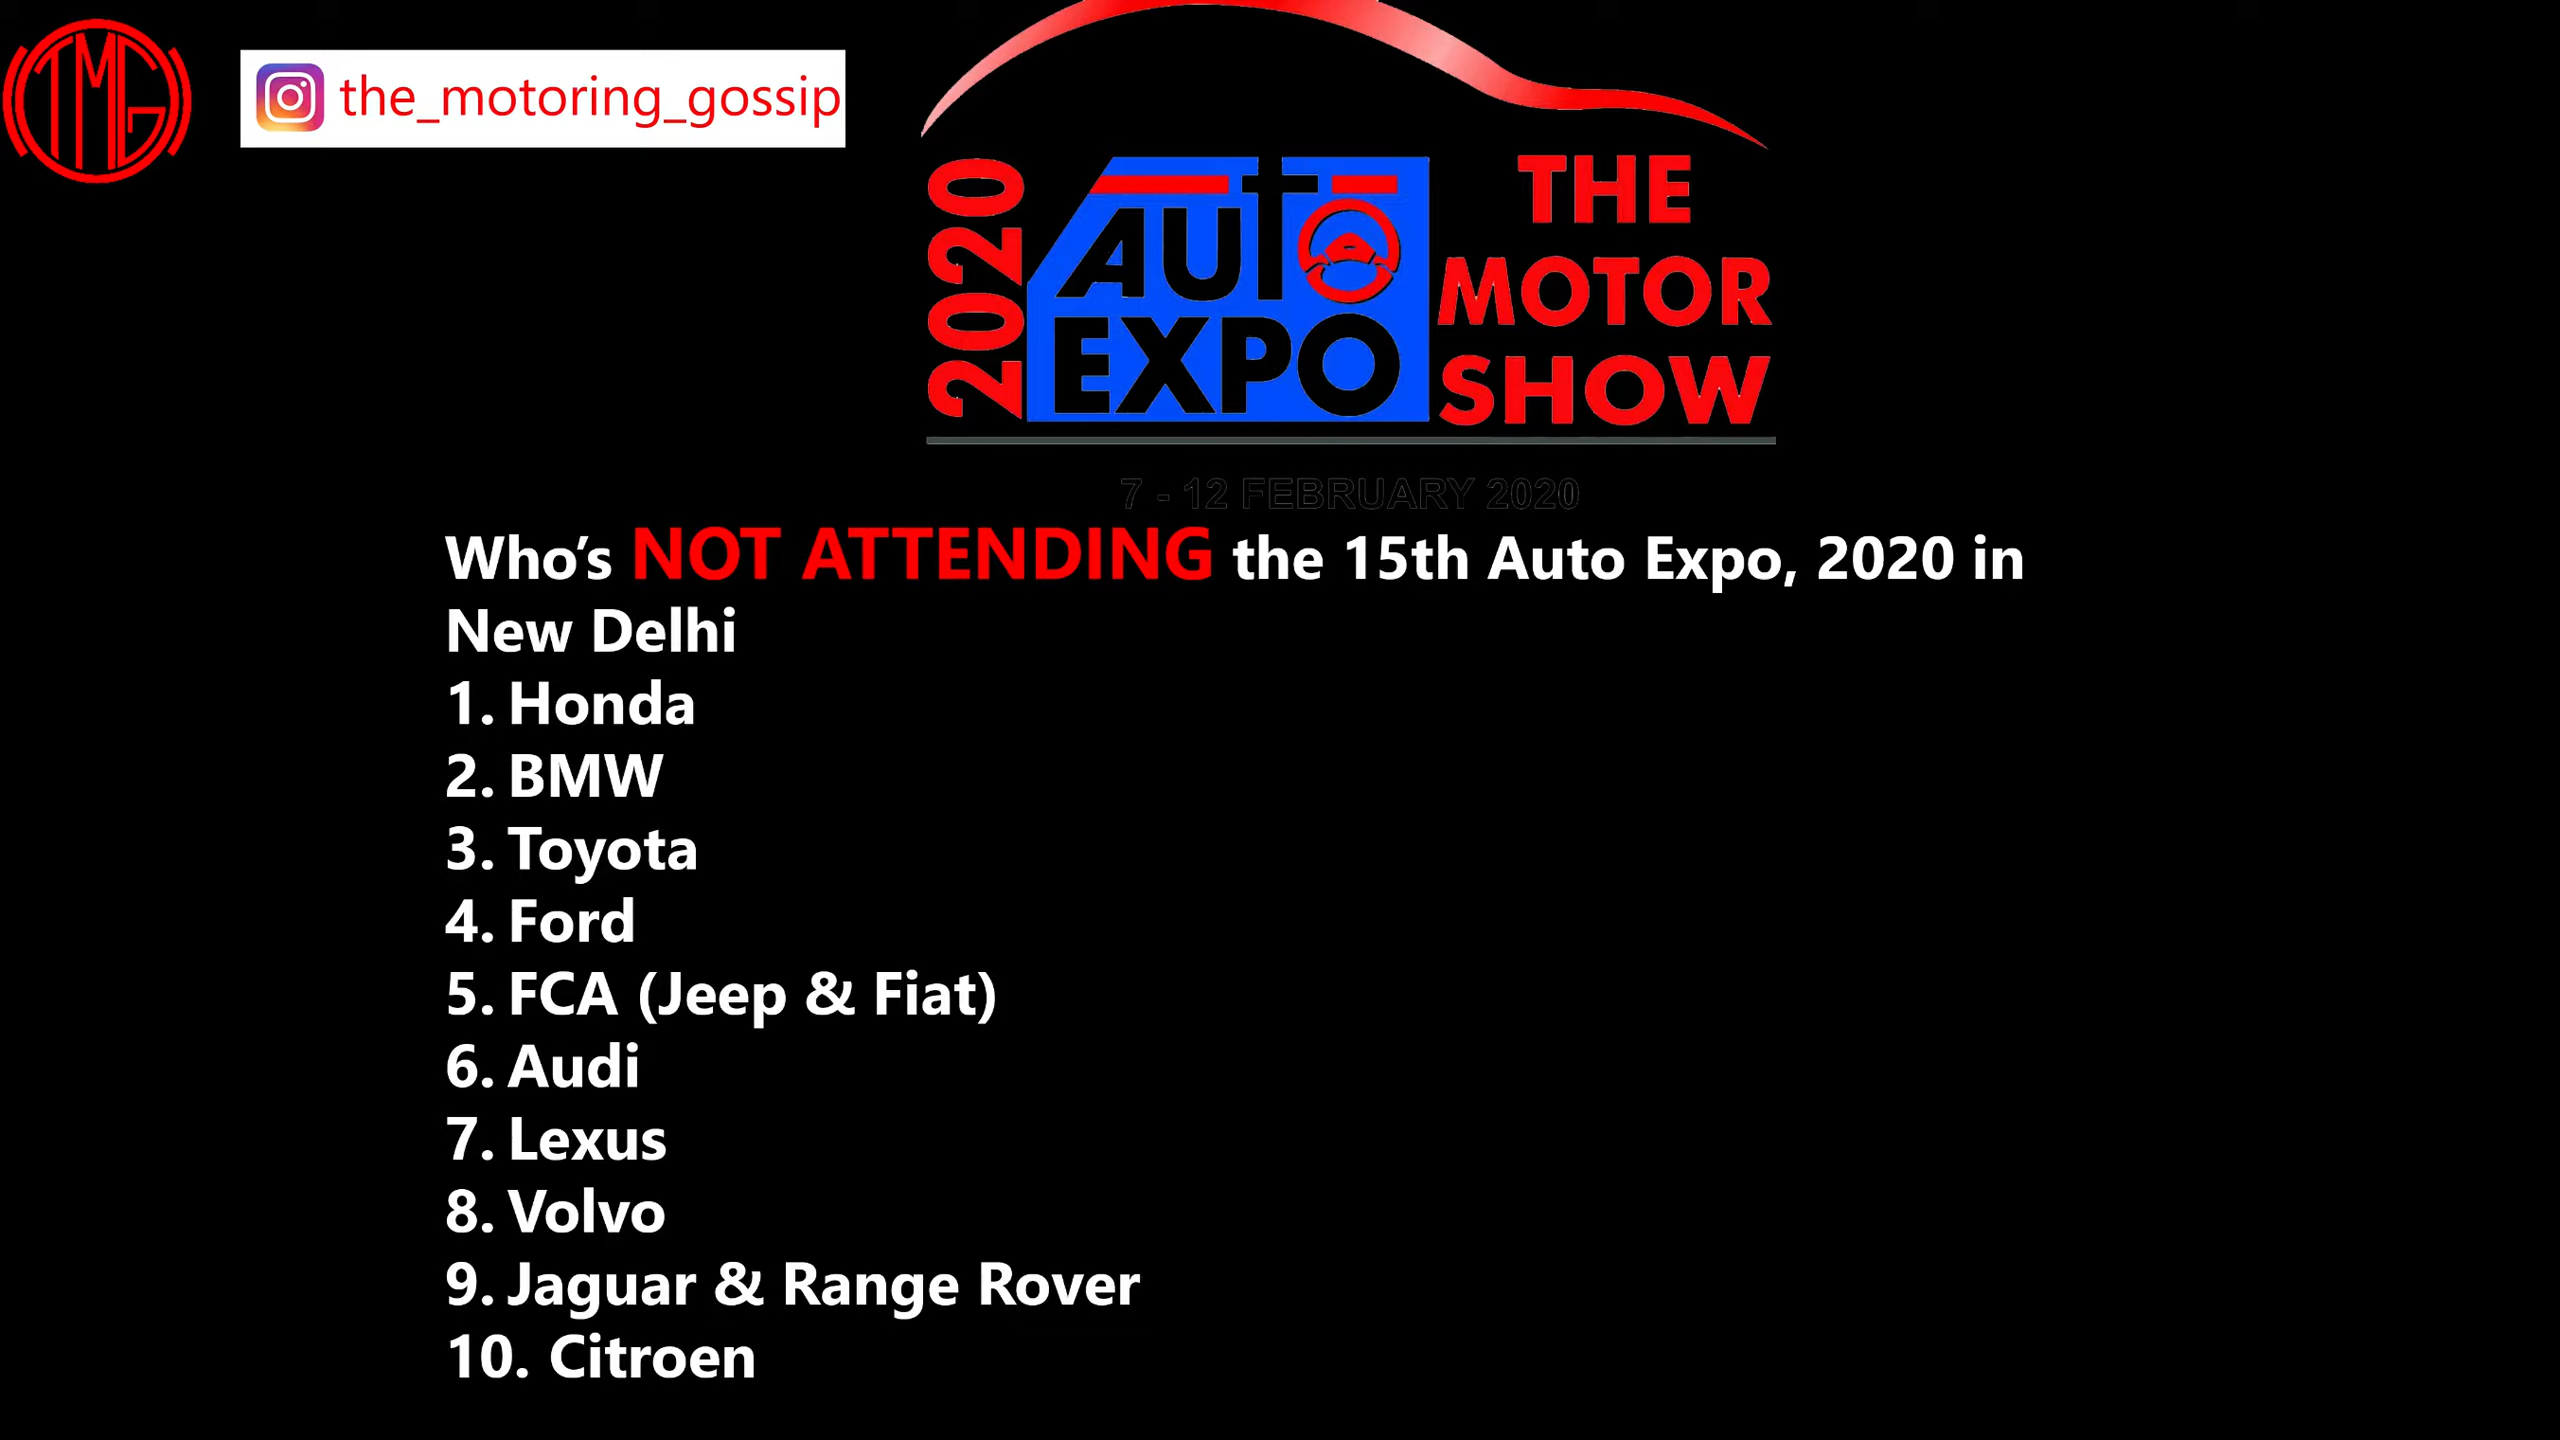 TMG
the_motoring_gossip
2020
AUTO
EXPO
THE
MOTOR
SHOW
7 - 12 FEBRUARY 2020
Who’s NOT ATTENDING the 15th Auto Expo, 2020 in
New Delhi
1. Honda
2. BMW
3. Toyota
4. Ford
5. FCA (Jeep & Fiat)
6. Audi
7. Lexus
8. Volvo
9. Jaguar & Range Rover
10. Citroen